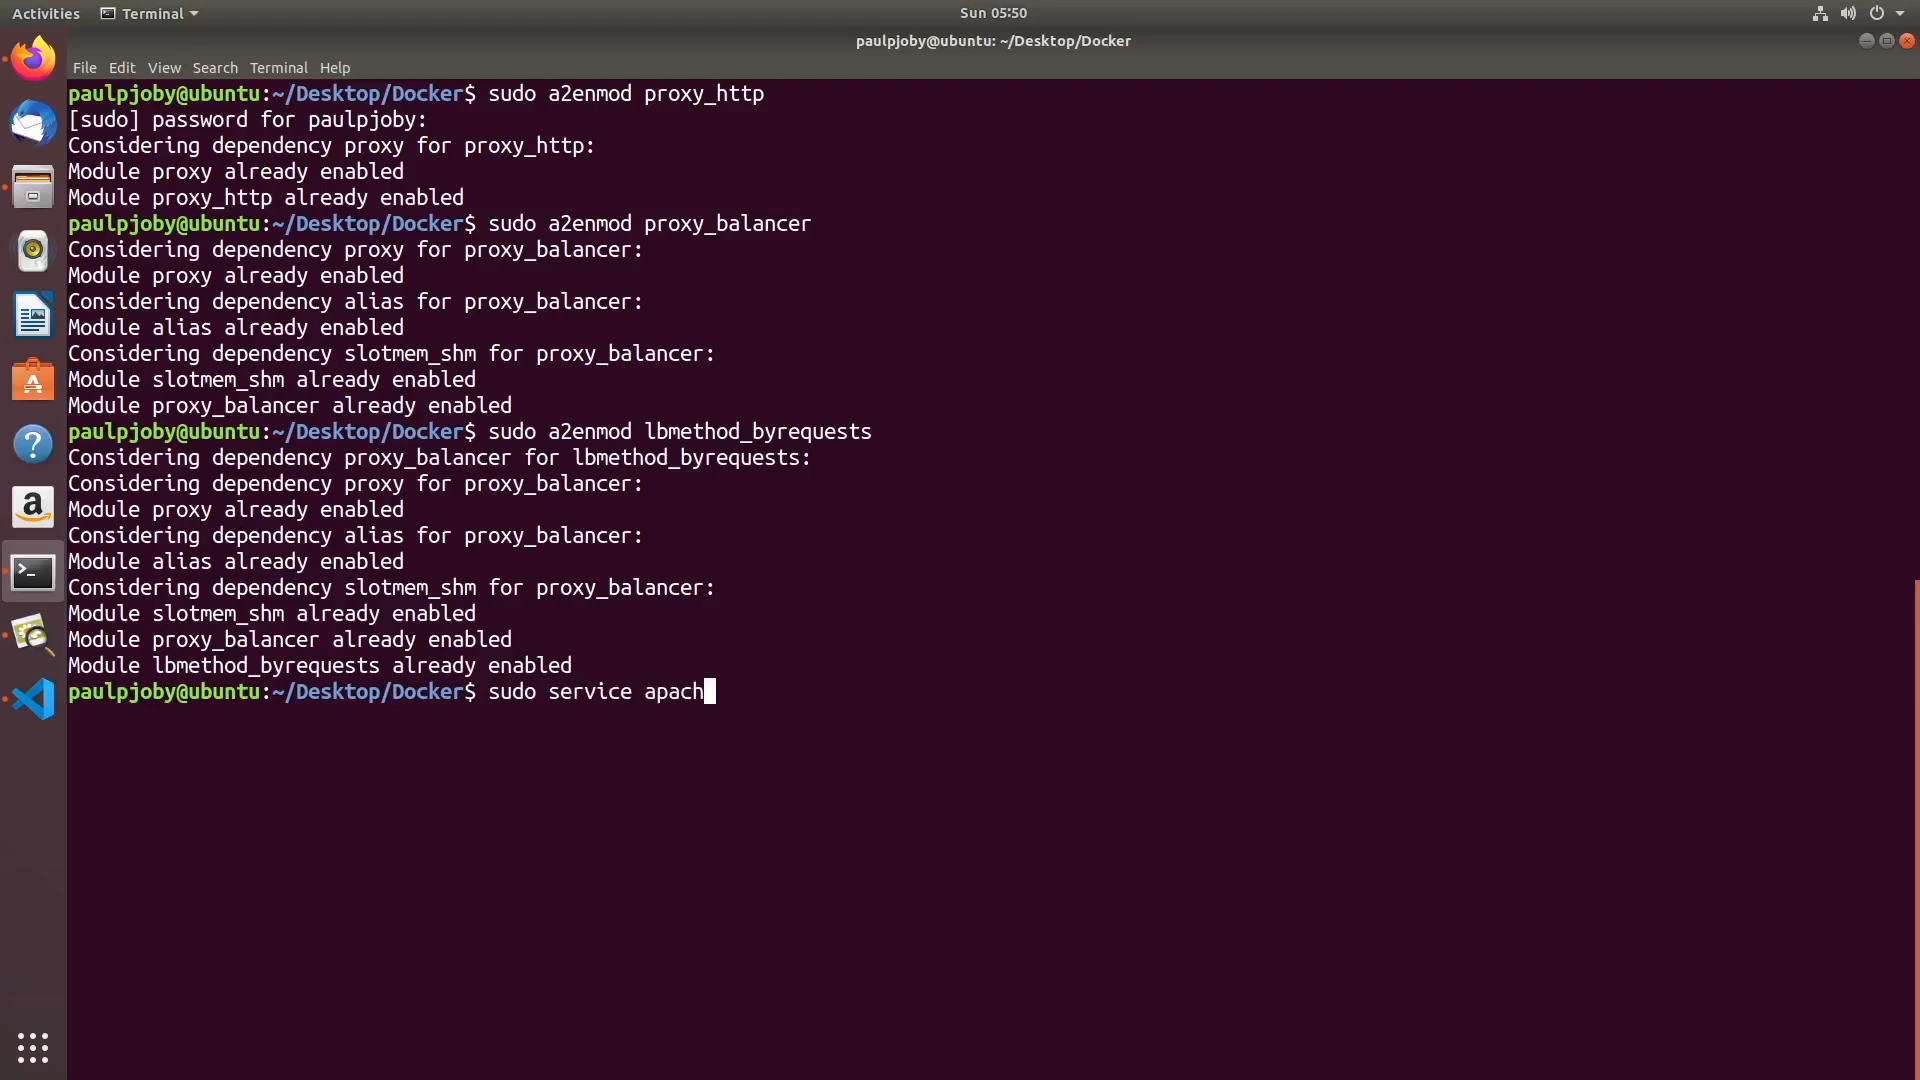 Activities Terminal Sun 05:50
paulpjoby@ubuntu: ~/Desktop/Docker
File Edit View Search Terminal Help
paulpjoby@ubuntu:~/Desktop/Docker$ sudo a2enmod proxy_http
[sudo] password for paulpjoby:
Considering dependency proxy for proxy_http:
Module proxy already enabled
Module proxy_http already enabled
paulpjoby@ubuntu:~/Desktop/Docker$ sudo a2enmod proxy_balancer
Considering dependency proxy for proxy_balancer:
Module proxy already enabled
Considering dependency alias for proxy_balancer:
Module alias already enabled
Considering dependency slotmem_shm for proxy_balancer:
Module slotmem_shm already enabled
Module proxy_balancer already enabled
paulpjoby@ubuntu:~/Desktop/Docker$ sudo a2enmod lbmethod_byrequests
Considering dependency proxy_balancer for lbmethod_byrequests:
Considering dependency proxy for proxy_balancer:
Module proxy already enabled
Considering dependency alias for proxy_balancer:
Module alias already enabled
Considering dependency slotmem_shm for proxy_balancer:
Module slotmem_shm already enabled
Module proxy_balancer already enabled
Module lbmethod_byrequests already enabled
paulpjoby@ubuntu:~/Desktop/Docker$ sudo service apach